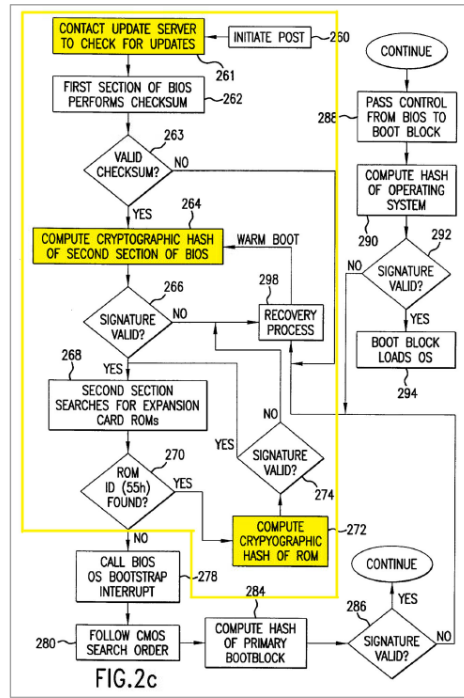 CONTACT UPDATE SERVER
TO CHECK FOR UPDATES
261
INITIATE POST
260
FIRST SECTION OF BIOS
PERFORMS CHECKSUM
262
263
VALID
CHECKSUM?
NO
YES
264
COMPUTE CRYPTOGRAPHIC HASH
OF SECOND SECTION OF BIOS
WARM BOOT
266
SIGNATURE
VALID?
NO
298
RECOVERY
PROCESS
268
YES
SECOND SECTION
SEARCHES FOR EXPANSION
CARD ROMs
NO
YES
SIGNATURE
VALID?
274
270
ROM
ID (55h)
FOUND?
YES
COMPUTE
CRYPYOGRAPHIC
HASH OF ROM
272
NO
CALL BIOS
OS BOOTSTRAP
INTERRUPT
278
280
FOLLOW CMOS
SEARCH ORDER
284
COMPUTE HASH
OF PRIMARY
BOOTBLOCK
CONTINUE
YES
286
NO
SIGNATURE
VALID?
CONTINUE
288
PASS CONTROL
FROM BIOS TO
BOOT BLOCK
COMPUTE HASH
OF OPERATING
SYSTEM
290
292
NO
SIGNATURE
VALID?
YES
BOOT BLOCK
LOADS OS
294
FIG.2c